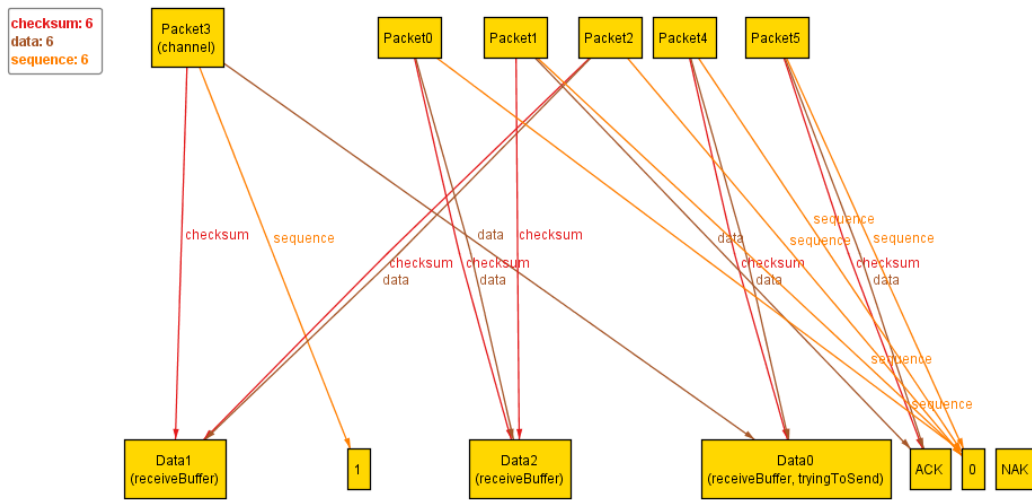 checksum: 6
data: 6
sequence: 6
Packet3
(channel)
Packet0
Packet1
Packet2
Packet4
Packet5
sequence
checksum
sequence
data
checksum
data
sequence
sequence
checksum
checksum
checksum
checksum
data
data
data
data
sequence
sequence
Data1
(receiveBuffer)
1
Data2
(receiveBuffer)
Data0
(receiveBuffer, tryingToSend)
ACK
0
NAK